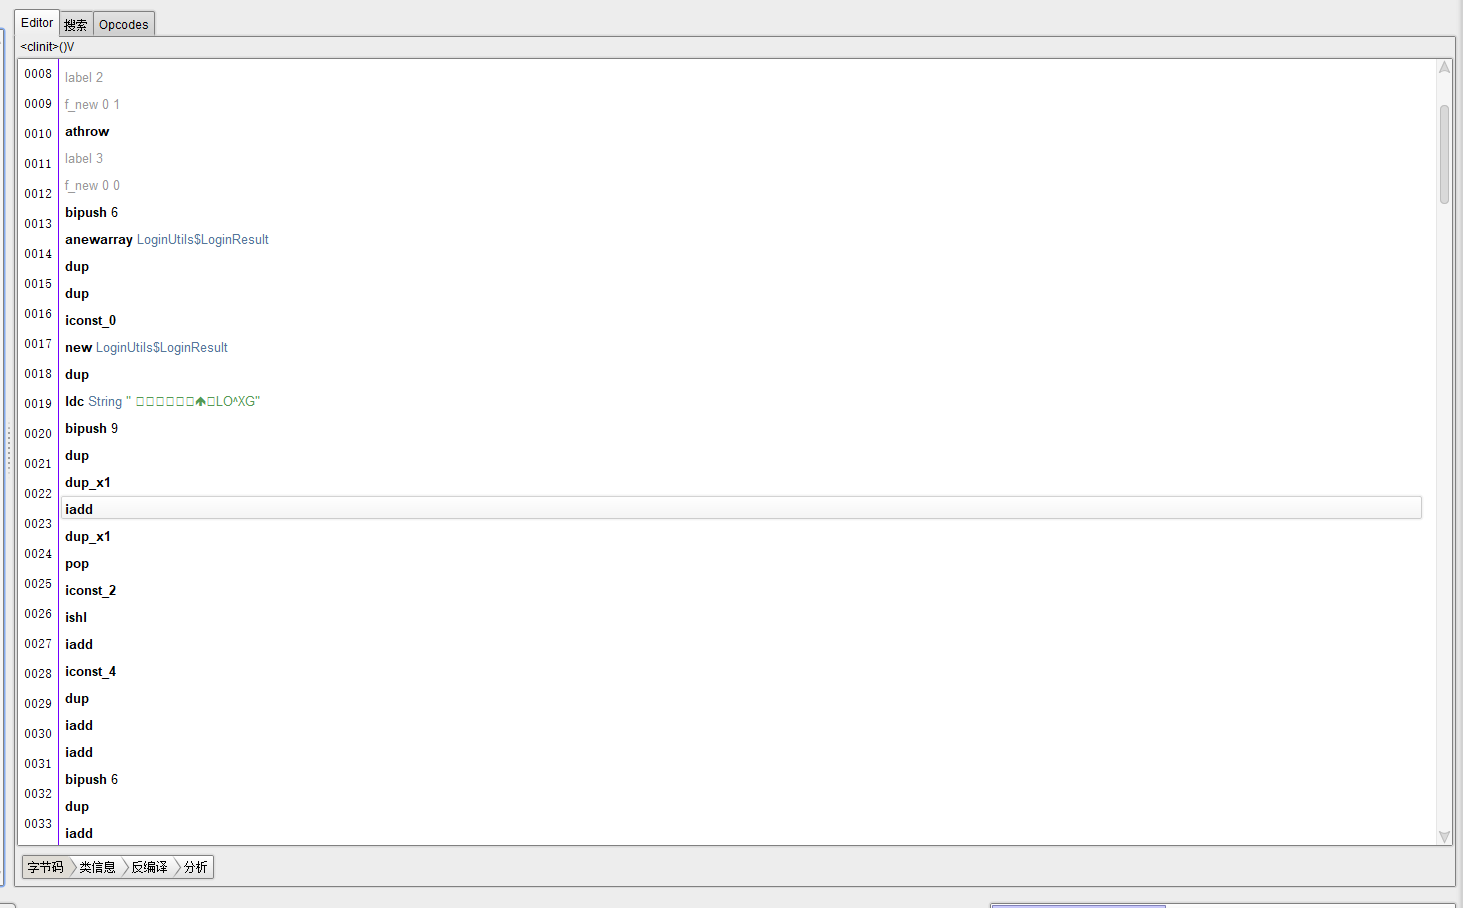 Editor 搜索 Opcodes
<clinit>()V
0008 label 2
0009 f_new 0 1
0010 athrow
0011 label 3
0012 f_new 0 0
0013 bipush 6
0014 anewarray LoginUtils$LoginResult
0015 dup
0016 dup
0017 iconst_0
0018 new LoginUtils$LoginResult
0019 dup
0020 ldc String " □□□□□□🡩□LO^XG"
0021 bipush 9
0022 dup
0023 dup_x1
0024 iadd
0025 dup_x1
0026 pop
0027 iconst_2
0028 ishl
0029 iadd
0030 iconst_4
0031 dup
0032 iadd
0033 iadd
bipush 6
dup
iadd
字节码 类信息 反编译 分析